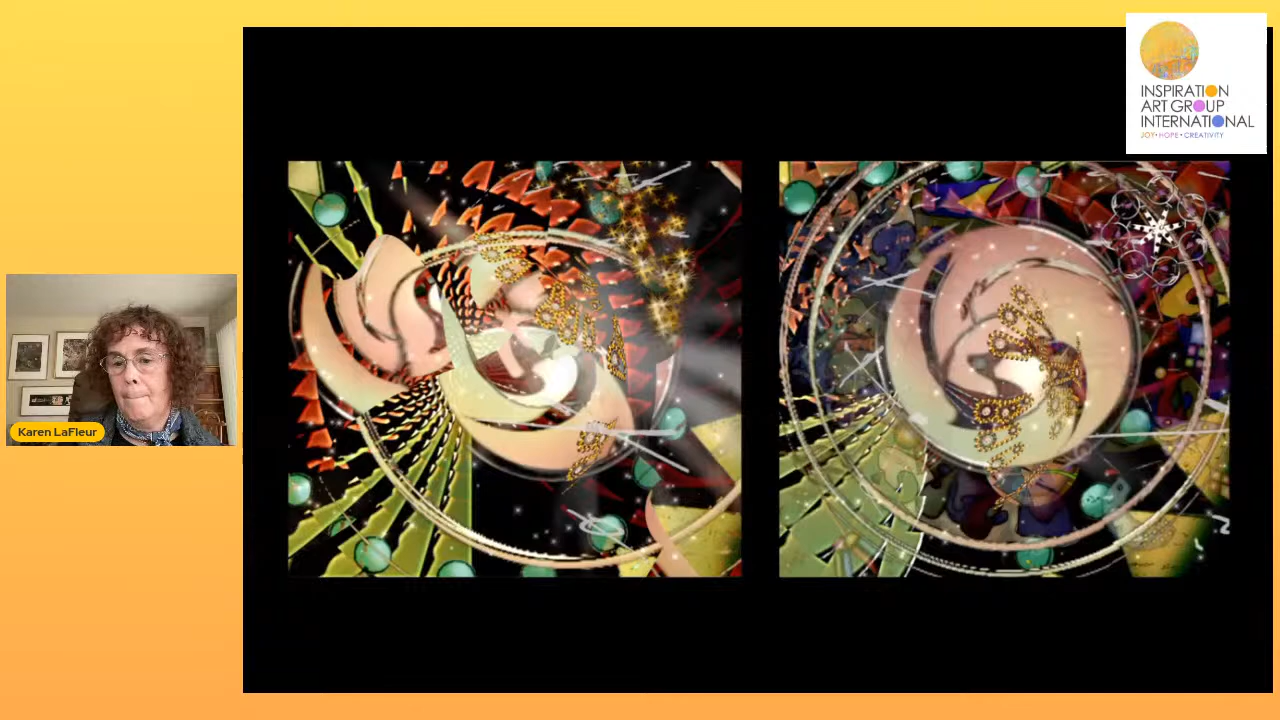 INSPIRATION
ART GROUP
INTERNATIONAL
JOY • HOPE • CREATIVITY
Karen LaFleur